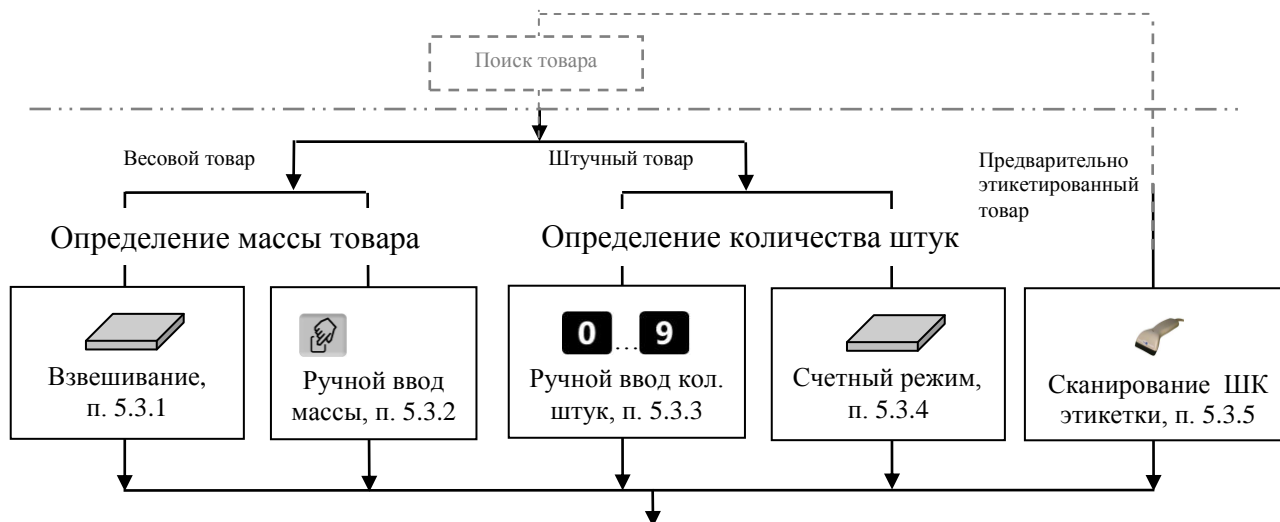 Поиск товара
Весовой товар
Штучный товар
Предварительно
этикетированный
товар
Определение массы товара
Определение количества штук
Взвешивание,
п. 5.3.1
Ручной ввод
массы, п. 5.3.2
0 ... 9
Ручной ввод кол.
штук, п. 5.3.3
Счетный режим,
п. 5.3.4
Сканирование ШК
этикетки, п. 5.3.5